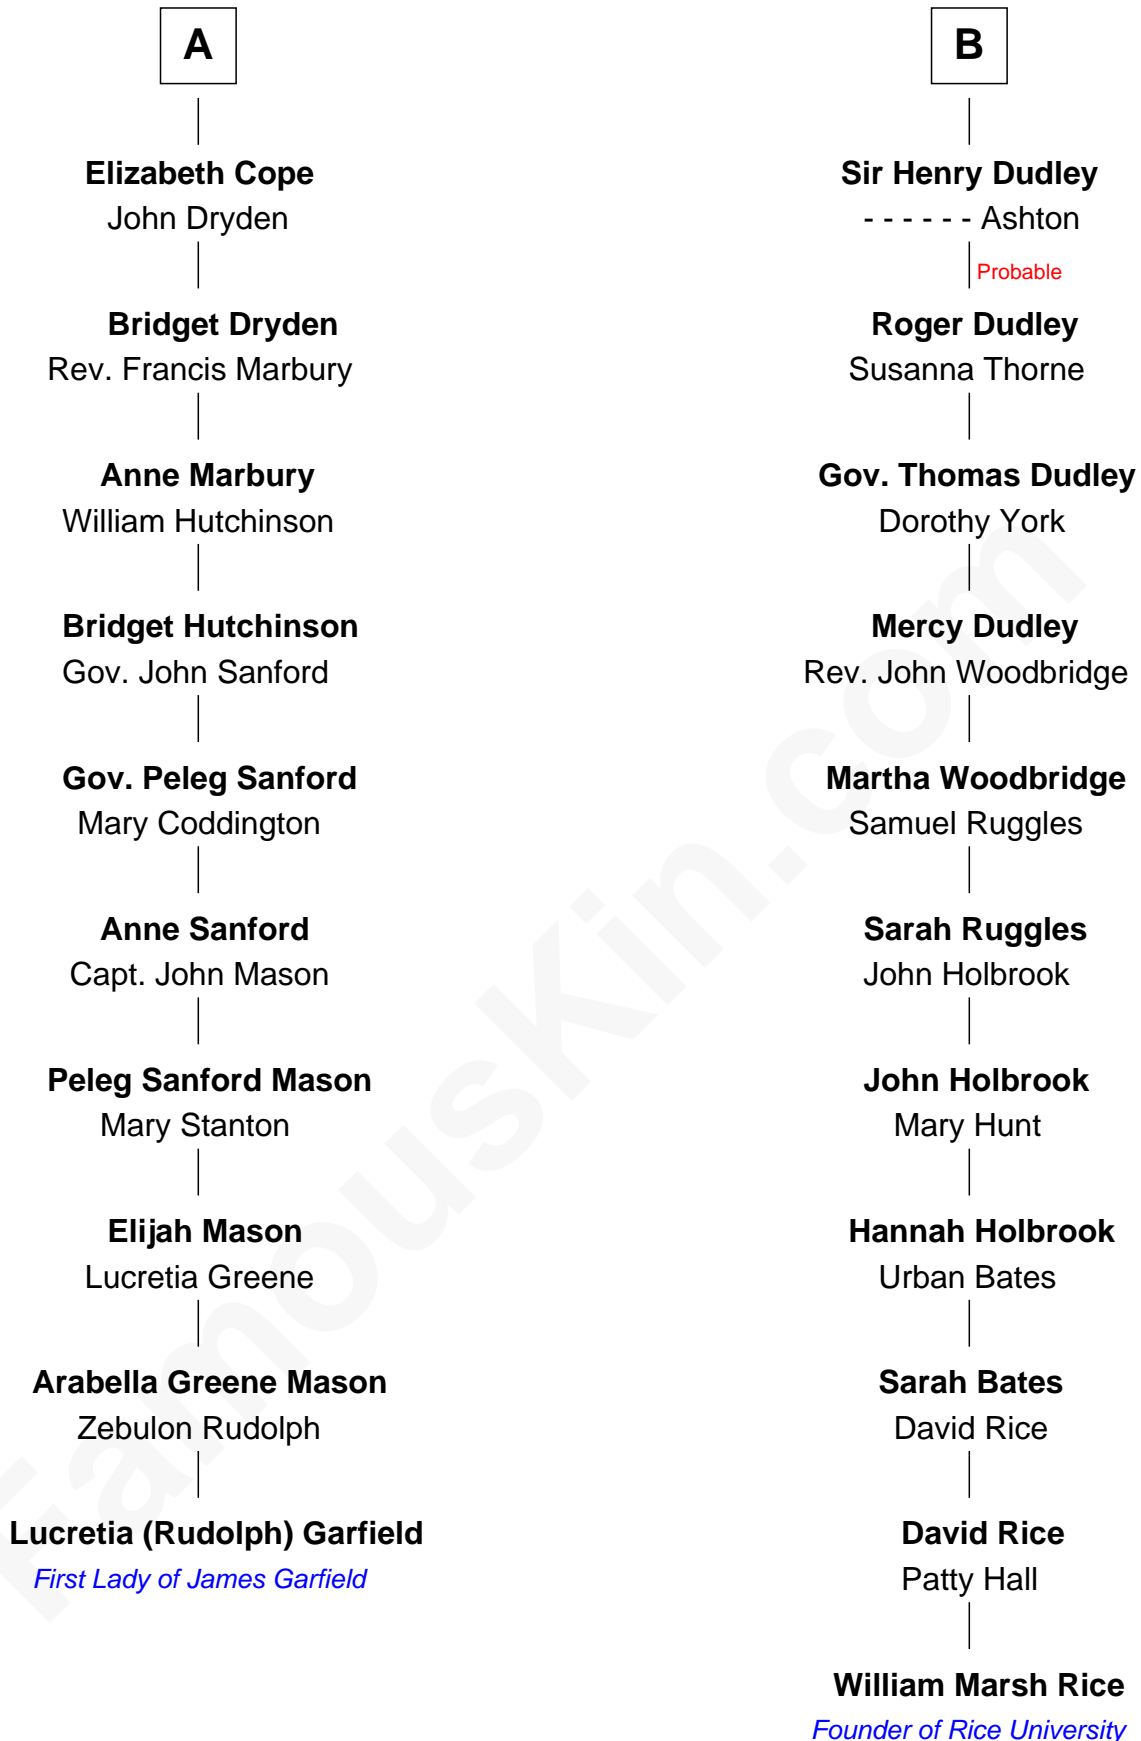 A
Elizabeth Cope
John Dryden
Bridget Dryden
Rev. Francis Marbury
Anne Marbury
William Hutchinson
Bridget Hutchinson
Gov. John Sanford
Gov. Peleg Sanford
Mary Coddington
Anne Sanford
Capt. John Mason
Peleg Sanford Mason
Mary Stanton
Elijah Mason
Lucretia Greene
Arabella Greene Mason
Zebulon Rudolph
Lucretia (Rudolph) Garfield
First Lady of James Garfield
B
Sir Henry Dudley
- - - - - - Ashton
Probable
Roger Dudley
Susanna Thorne
Gov. Thomas Dudley
Dorothy York
Mercy Dudley
Rev. John Woodbridge
Martha Woodbridge
Samuel Ruggles
Sarah Ruggles
John Holbrook
John Holbrook
Mary Hunt
Hannah Holbrook
Urban Bates
Sarah Bates
David Rice
David Rice
Patty Hall
William Marsh Rice
Founder of Rice University
FamousKin.com